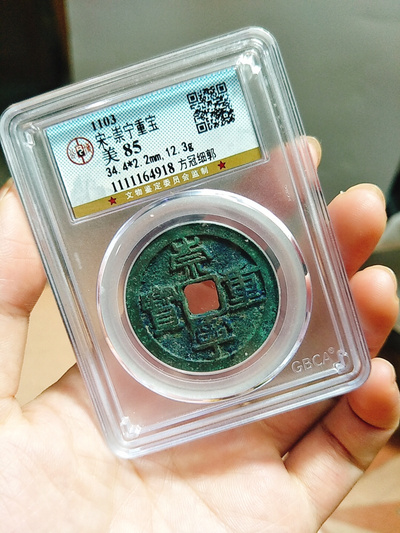 1103
宋·崇宁重宝
美 85
34.4*2.2mm, 12.3g
1111164918 方冠细郭
★ 文物鉴定委员会监制 ★
崇
寳 重
寧
GBCA